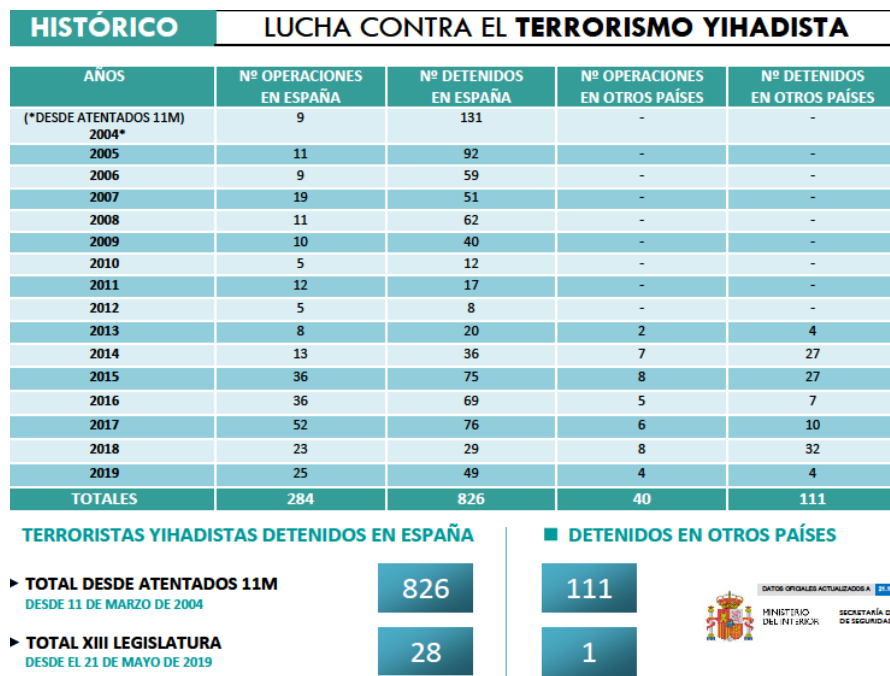 HISTÓRICO LUCHA CONTRA EL TERRORISMO YIHADISTA
AÑOS Nº OPERACIONES EN ESPAÑA Nº DETENIDOS EN ESPAÑA Nº OPERACIONES EN OTROS PAÍSES Nº DETENIDOS EN OTROS PAÍSES
(*DESDE ATENTADOS 11M) 2004* 9 131 - -
2005 11 92 - -
2006 9 59 - -
2007 19 51 - -
2008 11 62 - -
2009 10 40 - -
2010 5 12 - -
2011 12 17 - -
2012 5 8 - -
2013 8 20 2 4
2014 13 36 7 27
2015 36 75 8 27
2016 36 69 5 7
2017 52 76 6 10
2018 23 29 8 32
2019 25 49 4 4
TOTALES 284 826 40 111
TERRORISTAS YIHADISTAS DETENIDOS EN ESPAÑA
TOTAL DESDE ATENTADOS 11M 826
DESDE 11 DE MARZO DE 2004
TOTAL XIII LEGISLATURA 28
DESDE EL 21 DE MAYO DE 2019
DETENIDOS EN OTROS PAÍSES
111
1
DATOS OFICIALES ACTUALIZADOS A
MINISTERIO
DEL INTERIOR
SECRETARÍA
DE SEGURIDAD